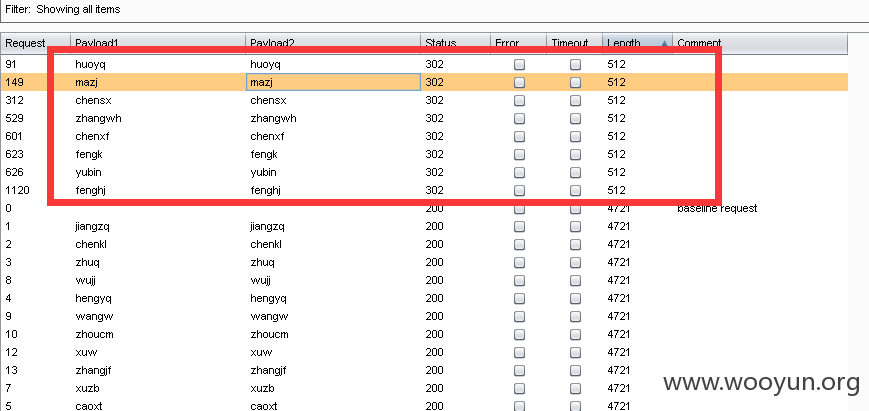 Filter: Showing all items
Request Payload1 Payload2 Status Error Timeout Length Comment
91 huoyq huoyq 302 512
149 mazj mazj 302 512
312 chensx chensx 302 512
529 zhangwh zhangwh 302 512
601 chenxf chenxf 302 512
623 fengk fengk 302 512
626 yubin yubin 302 512
1120 fenghj fenghj 302 512
0 200 4721 baseline request
1 jiangzq jiangzq 200 4721
2 chenkl chenkl 200 4721
3 zhuq zhuq 200 4721
8 wujj wujj 200 4721
4 hengyq hengyq 200 4721
9 wangw wangw 200 4721
10 zhoucm zhoucm 200 4721
12 xuw xuw 200 4721
13 zhangjf zhangjf 200 4721
7 xuzb xuzb 200 4721
5 caoxt caoxt 200 4721
www.wooyun.org